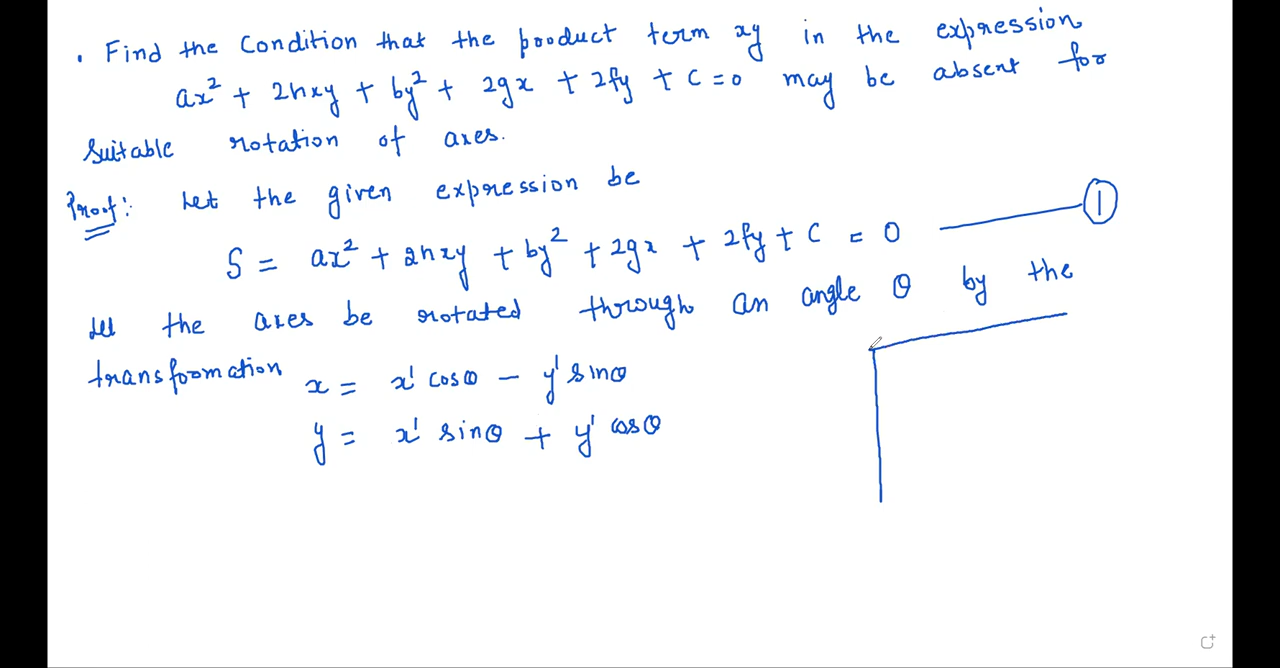 . Find the Condition that the product term xy in the expression
ax² + 2hxy + by² + 2gx + 2fy + C = 0 may be absent for
suitable rotation of axes.
Proof: Let the given expression be
S = ax² + 2hxy + by² + 2gx + 2fy + C = 0 —— ①
Let the axes be rotated through an angle θ by the
transformation
x = x' cosθ – y' sinθ
y = x' sinθ + y' cosθ